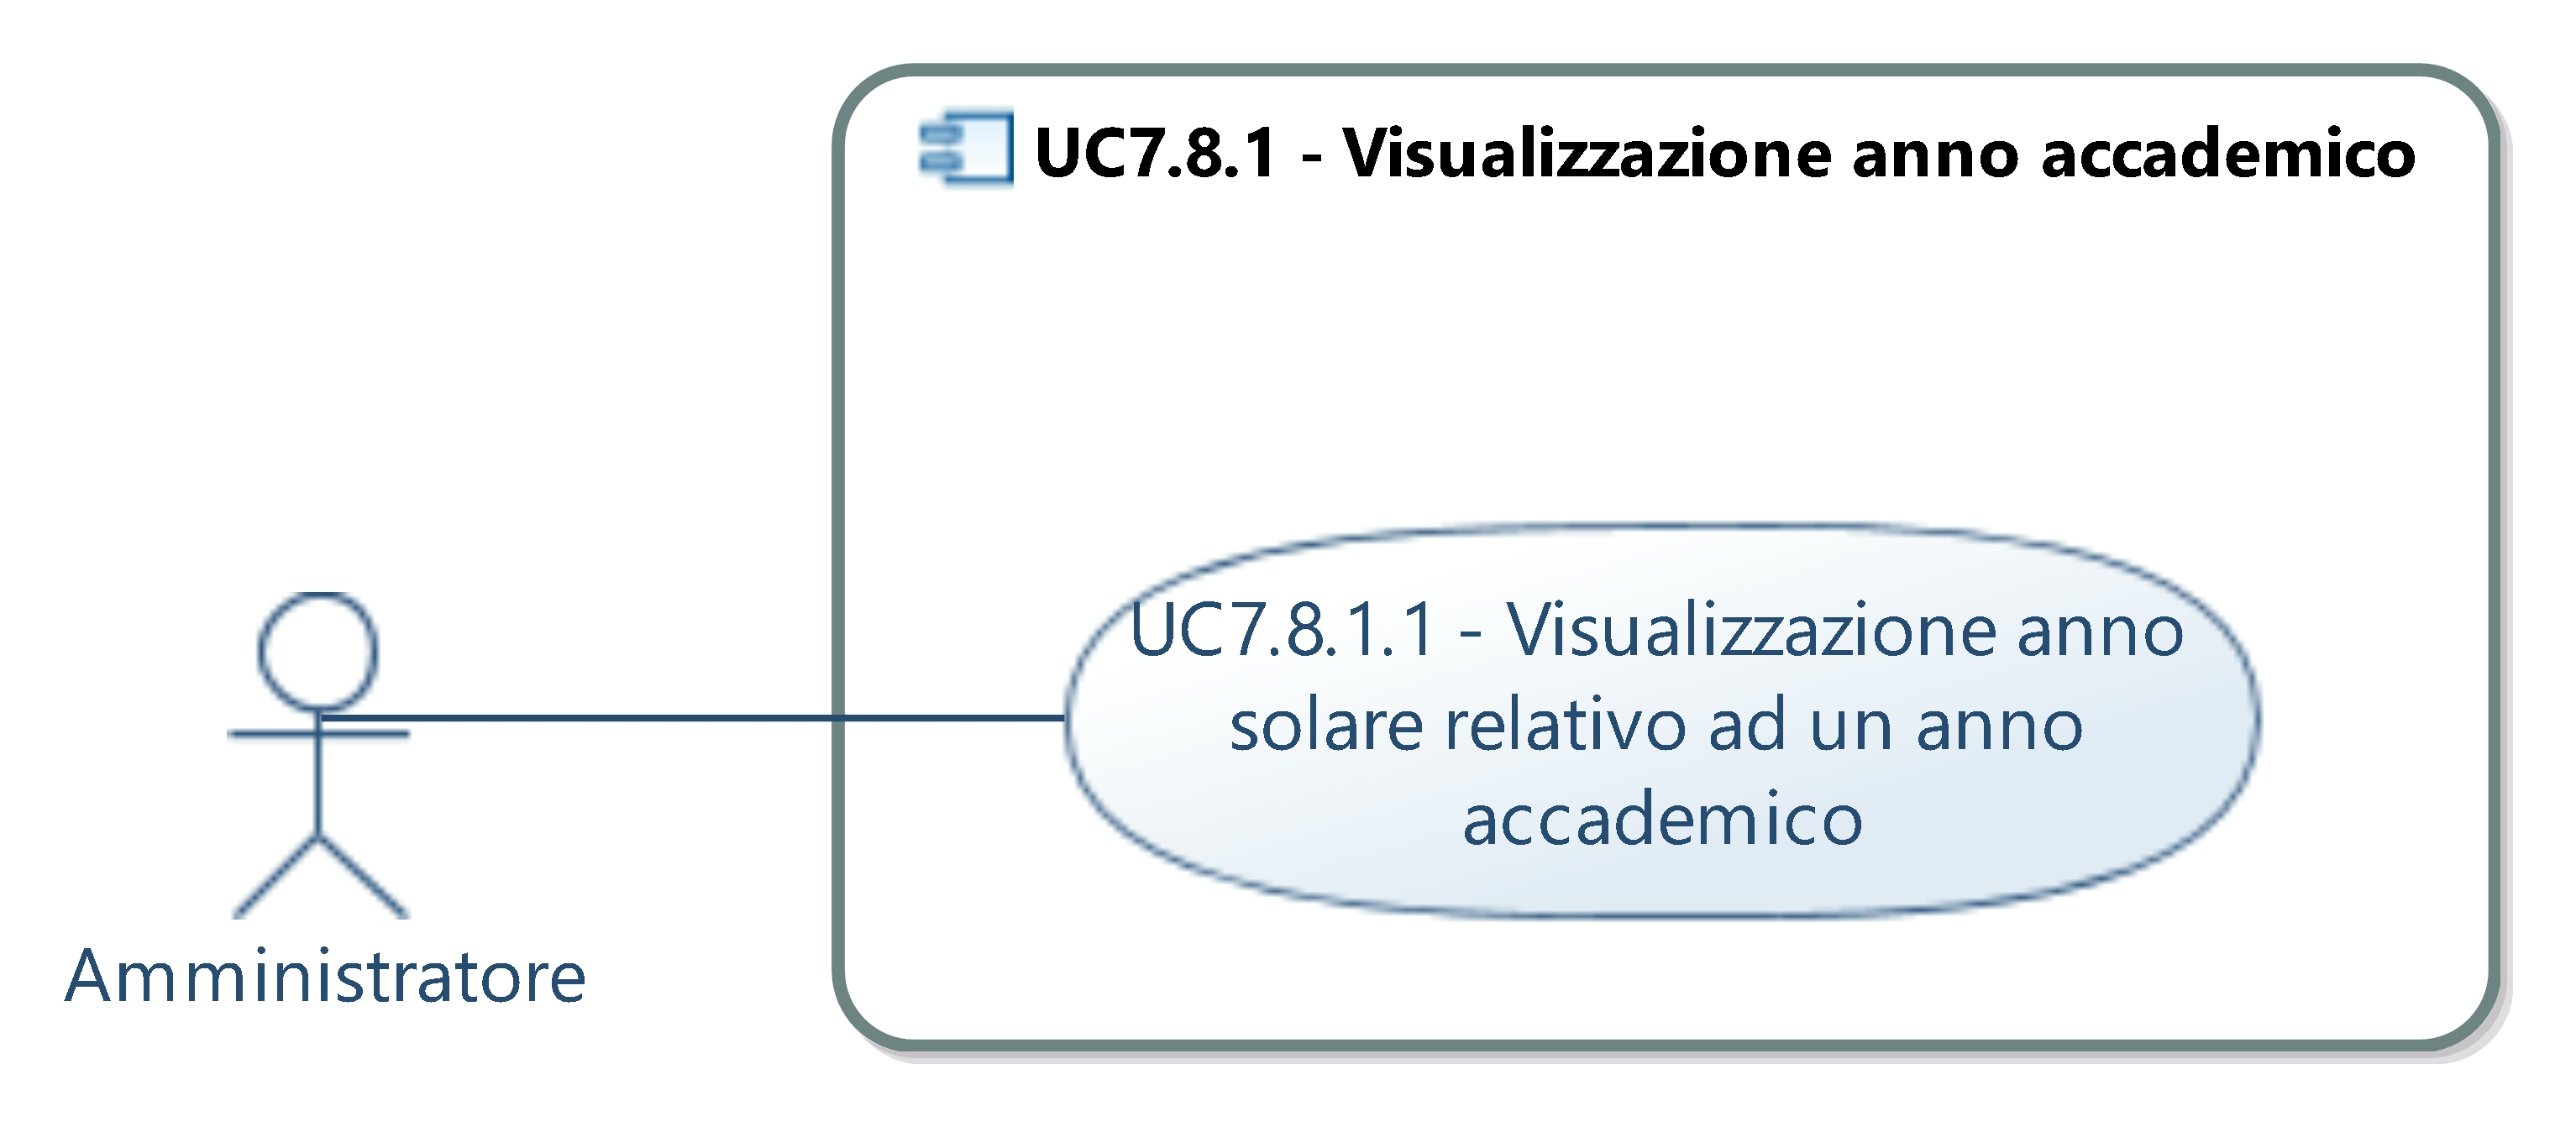 UC7.8.1 - Visualizzazione anno accademico
UC7.8.1.1 - Visualizzazione anno
solare relativo ad un anno
accademico
Amministratore